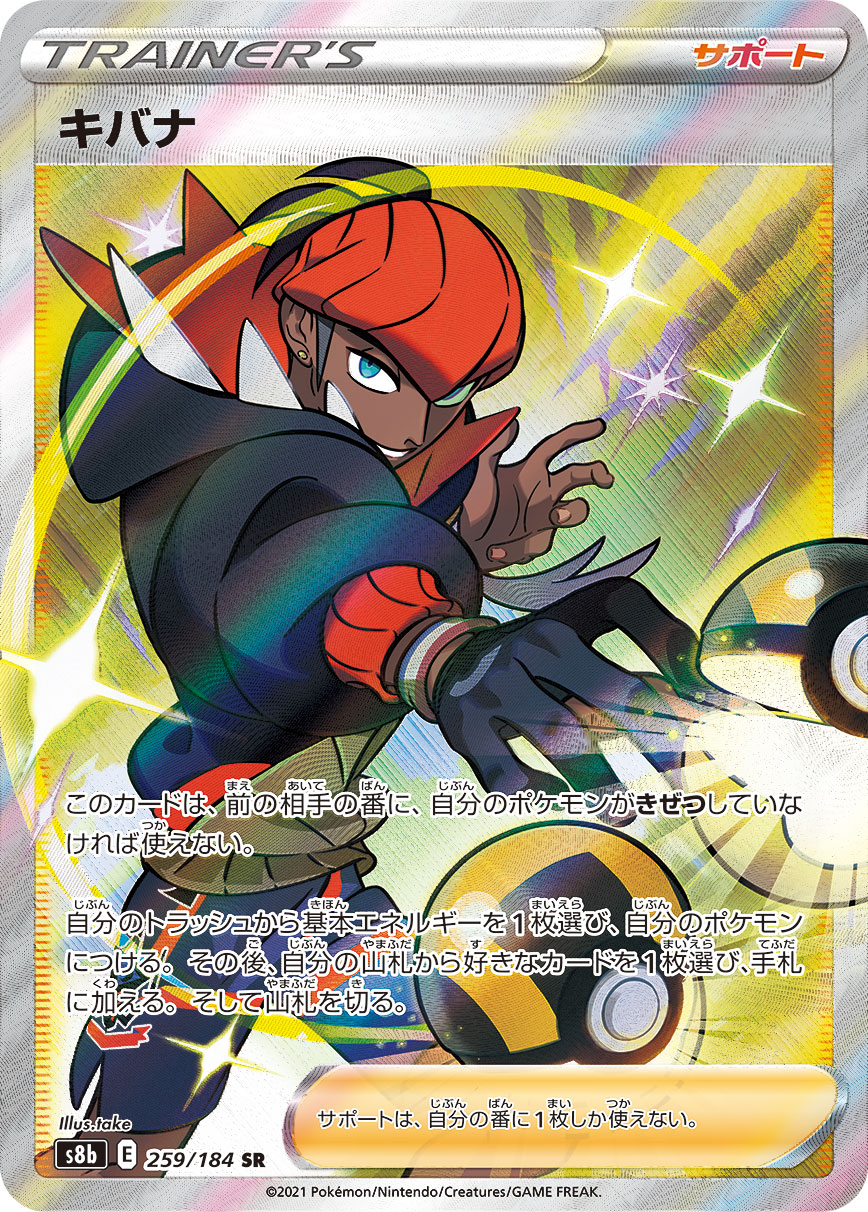 TRAINER'S サポート
キバナ
このカードは、前の相手の番に、自分のポケモンがきぜつしていな
ければ使えない。
自分のトラッシュから基本エネルギーを1枚選び、自分のポケモン
につける。その後、自分の山札から好きなカードを1枚選び、手札
に加える。そして山札を切る。
サポートは、自分の番に1枚しか使えない。
Illus.take
s8b E 259/184 SR
©2021 Pokémon/Nintendo/Creatures/GAME FREAK.